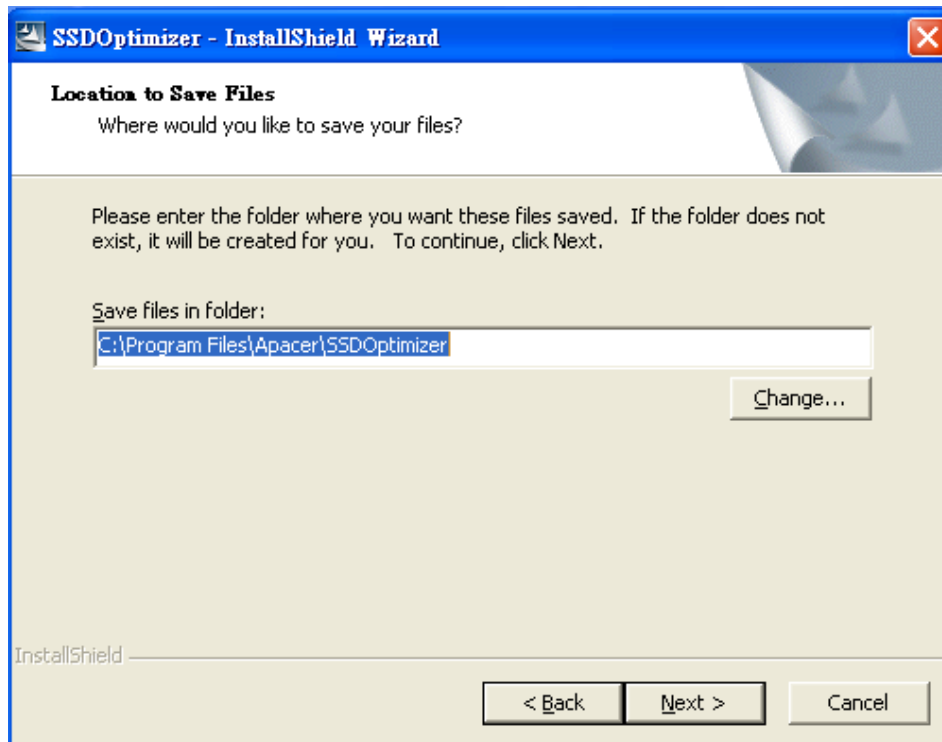 SSDOptimizer - InstallShield Wizard
Location to Save Files
Where would you like to save your files?
Please enter the folder where you want these files saved.  If the folder does not
exist, it will be created for you.   To continue, click Next.
Save files in folder:
C:\Program Files\Apacer\SSDOptimizer
Change...
InstallShield
< Back
Next >
Cancel